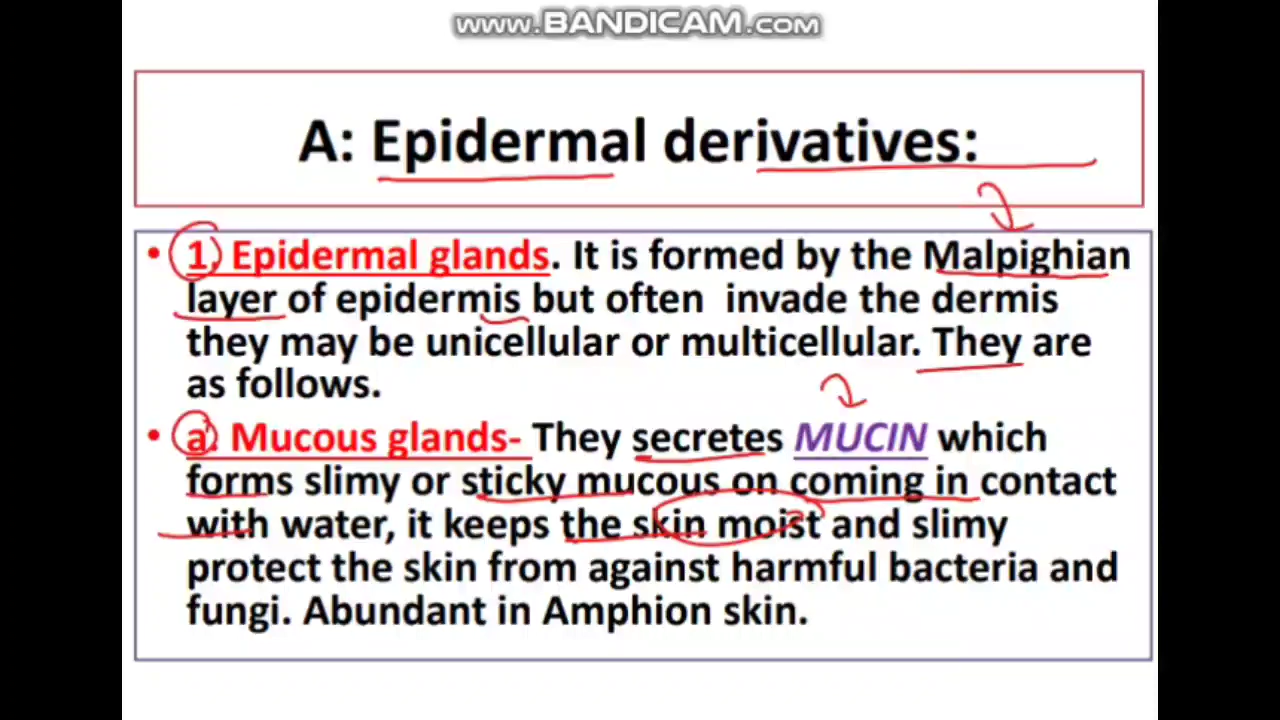 www.BANDICAM.com
A: Epidermal derivatives:
• 1) Epidermal glands. It is formed by the Malpighian
layer of epidermis but often invade the dermis
they may be unicellular or multicellular. They are
as follows.
• a. Mucous glands- They secretes MUCIN which
forms slimy or sticky mucous on coming in contact
with water, it keeps the skin moist and slimy
protect the skin from against harmful bacteria and
fungi. Abundant in Amphion skin.